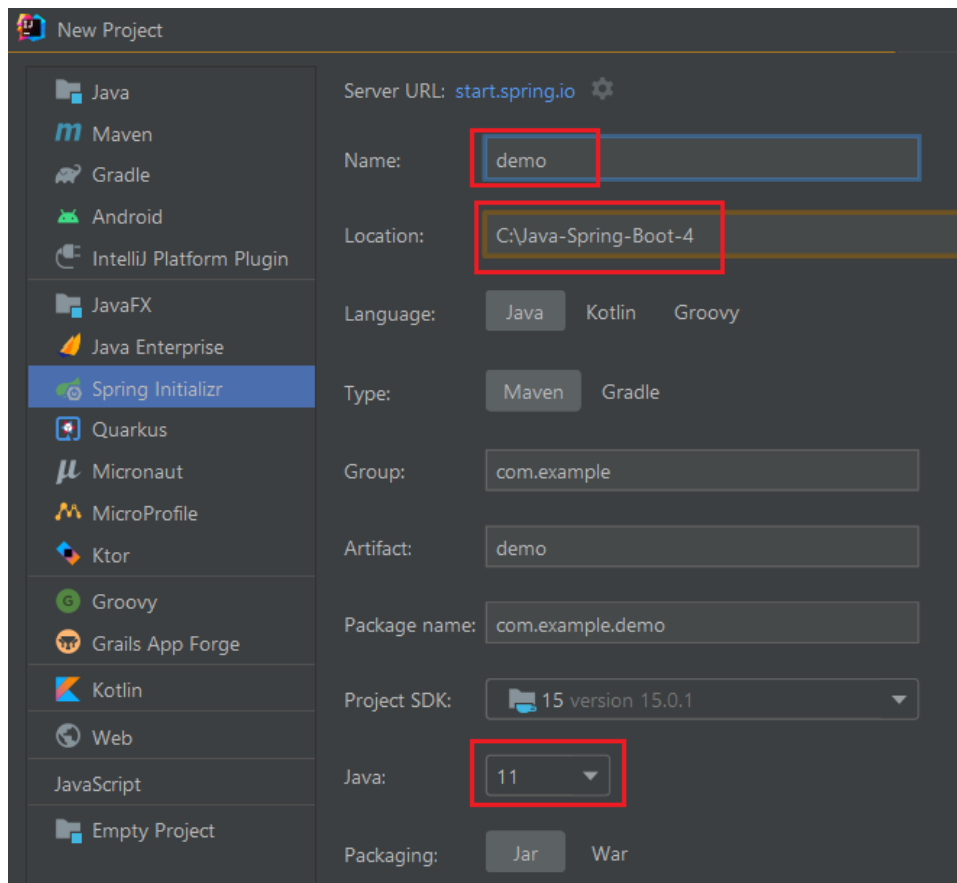 New Project
Java
Maven
Gradle
Android
IntelliJ Platform Plugin
JavaFX
Java Enterprise
Spring Initializr
Quarkus
Micronaut
MicroProfile
Ktor
Groovy
Grails App Forge
Kotlin
Web
JavaScript
Empty Project
Server URL: start.spring.io
Name: demo
Location: C:\Java-Spring-Boot-4
Language: Java Kotlin Groovy
Type: Maven Gradle
Group: com.example
Artifact: demo
Package name: com.example.demo
Project SDK: 15 version 15.0.1
Java: 11
Packaging: Jar War